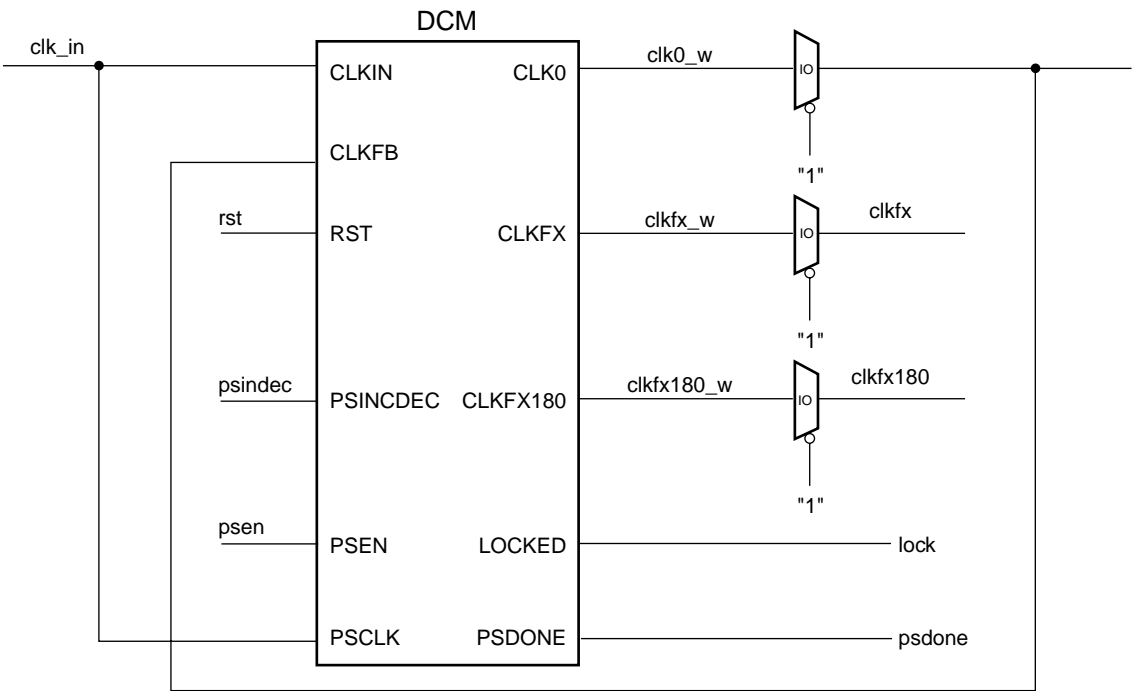 DCM
clk_in
CLKIN
CLK0
clk0_w
IO
CLKFB
"1"
rst
RST
CLKFX
clkfx_w
IO
clkfx
"1"
psindec
PSINCDEC
CLKFX180
clkfx180_w
IO
clkfx180
"1"
psen
PSEN
LOCKED
lock
PSCLK
PSDONE
psdone